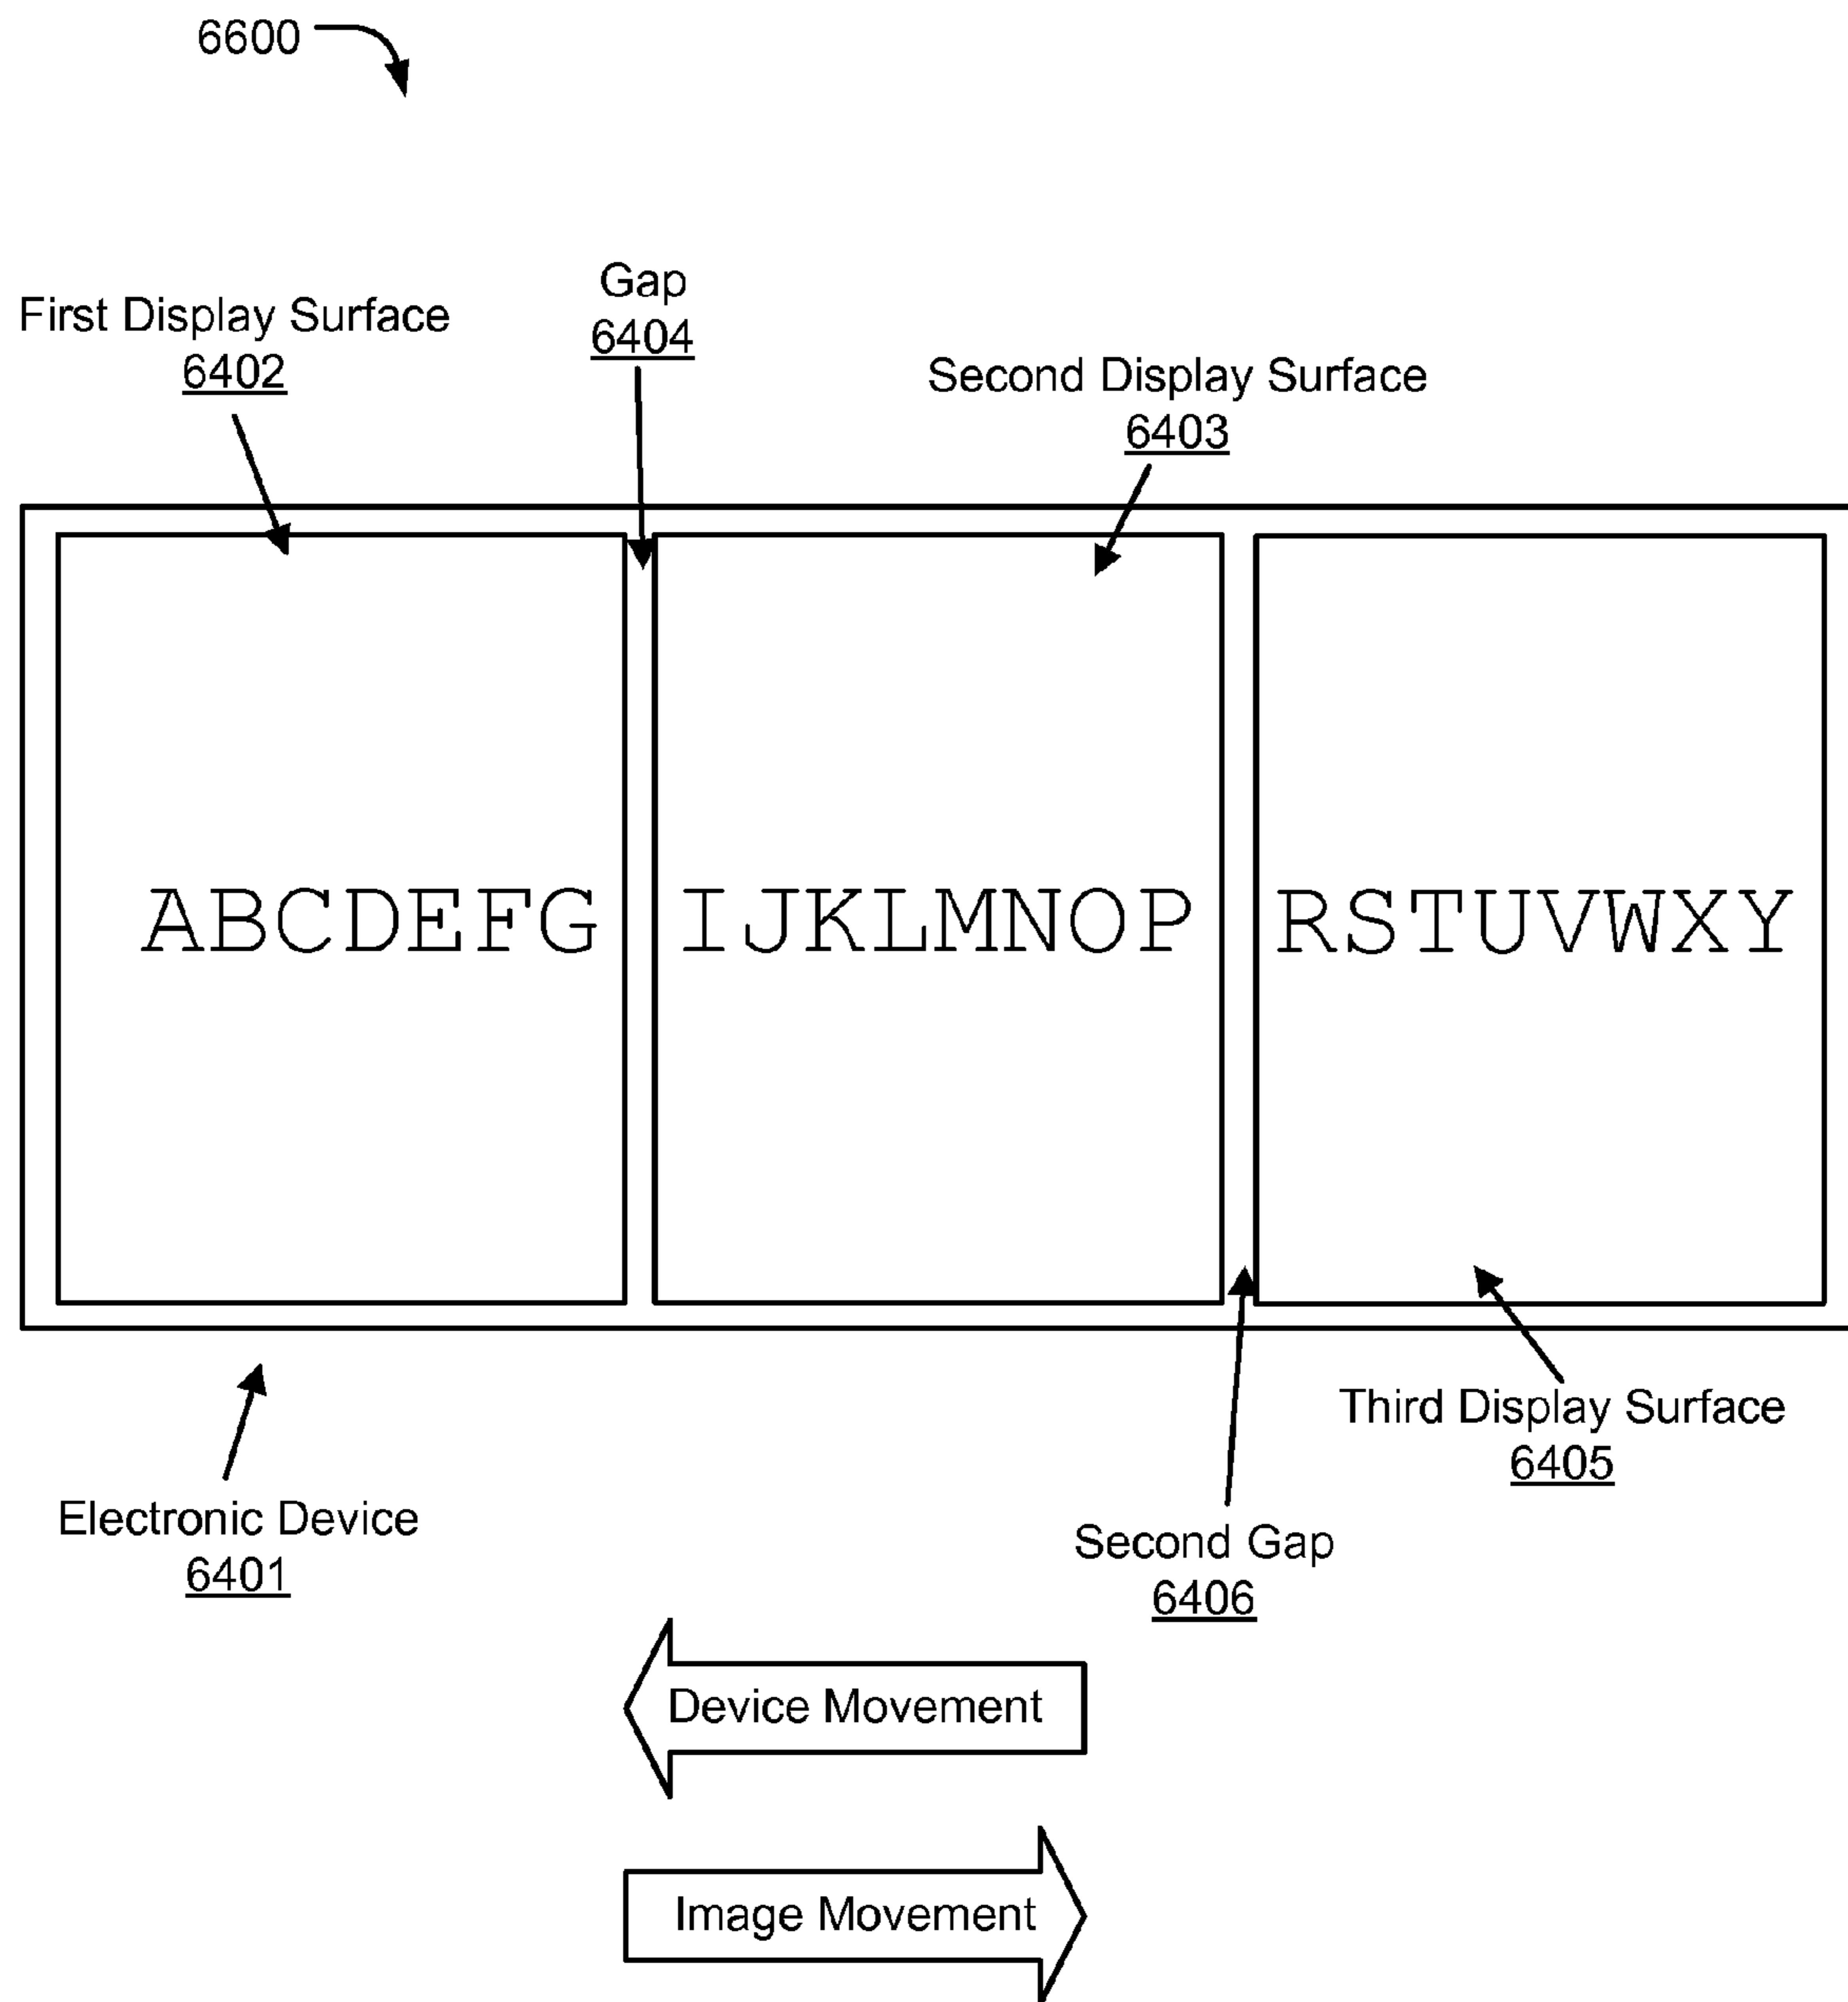 6600
Gap
6404
First Display Surface
6402
Second Display Surface
6403
ABCDEFG IJKLMNOP RSTUVWXY
Third Display Surface
6405
Electronic Device
6401
Second Gap
6406
Device Movement
Image Movement